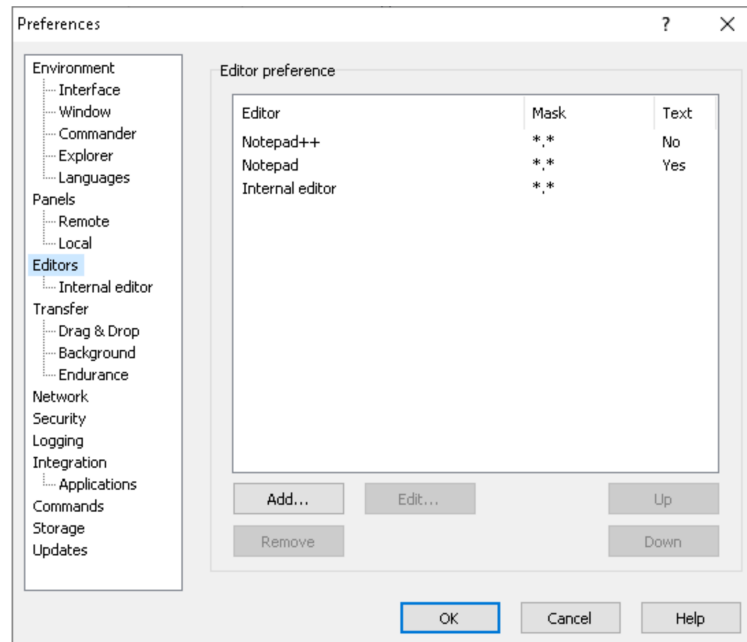 Preferences
?
Environment
Interface
Window
Commander
Explorer
Languages
Panels
Remote
Local
Editors
Internal editor
Transfer
Drag & Drop
Background
Endurance
Network
Security
Logging
Integration
Applications
Commands
Storage
Updates
Editor preference
Editor Mask Text
Notepad++ *.* No
Notepad *.* Yes
Internal editor *.*
Add... Edit... Up
Remove Down
OK Cancel Help